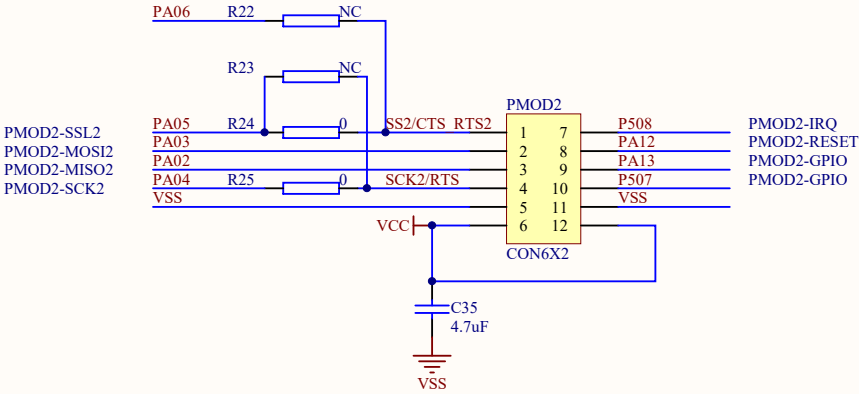 PA06 R22 NC
R23 NC
PMOD2
PMOD2-SSL2 PA05 R24 0 SS2/CTS_RTS2 1 7 P508 PMOD2-IRQ
PMOD2-MOSI2 PA03 2 8 PA12 PMOD2-RESET
PMOD2-MISO2 PA02 3 9 PA13 PMOD2-GPIO
PMOD2-SCK2 PA04 R25 0 SCK2/RTS 4 10 P507 PMOD2-GPIO
VSS 5 11 VSS
VCC 6 12
CON6X2
C35
4.7uF
VSS